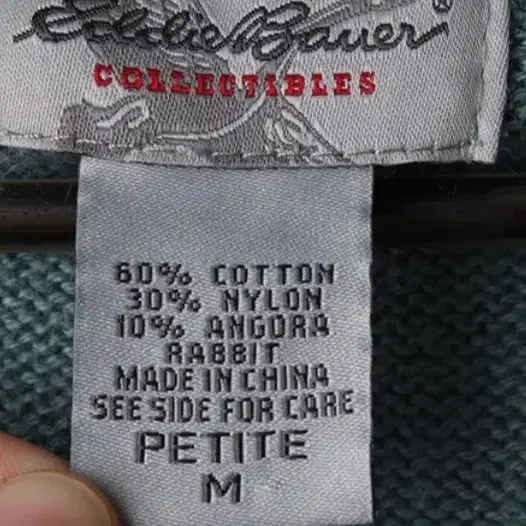 Eddie Bauer®
COLLECTIBLES
60% COTTON
30% NYLON
10% ANGORA
RABBIT
MADE IN CHINA
SEE SIDE FOR CARE
PETITE
M